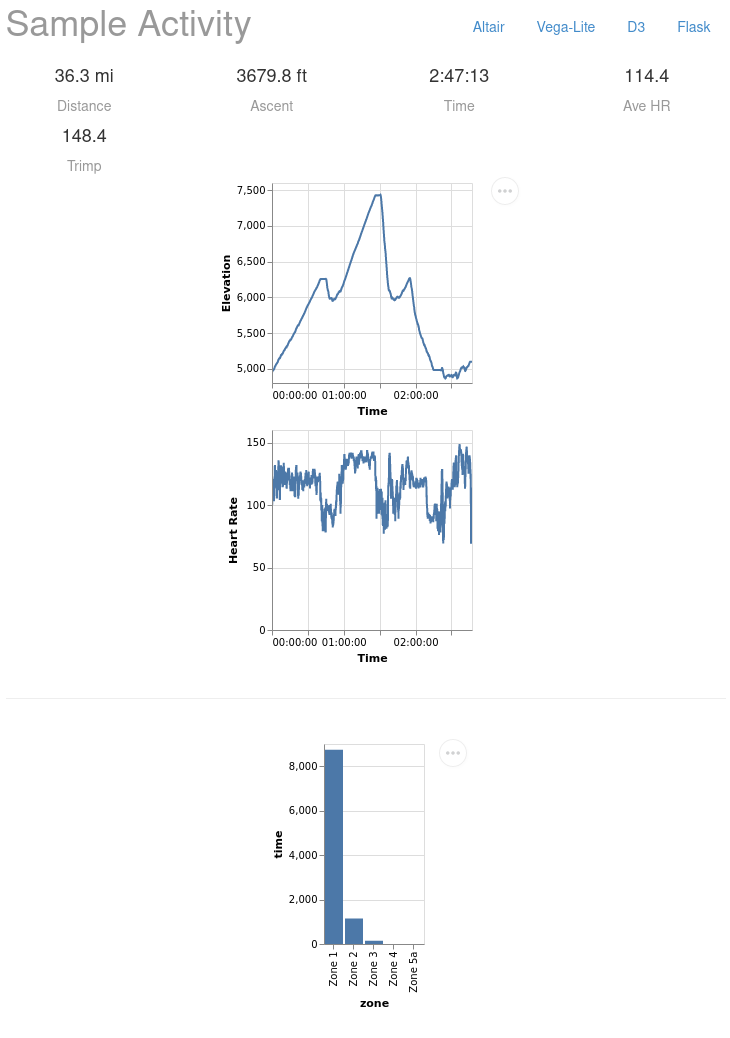 Sample Activity
Altair Vega-Lite D3 Flask
36.3 mi 3679.8 ft 2:47:13 114.4
Distance Ascent Time Ave HR
148.4
Trimp
7,500
7,000
6,500
6,000
5,500
5,000
Elevation
00:00:00 01:00:00 02:00:00
Time
150
100
50
0
Heart Rate
00:00:00 01:00:00 02:00:00
Time
8,000
6,000
4,000
2,000
0
time
Zone 1
Zone 2
Zone 3
Zone 4
Zone 5a
zone